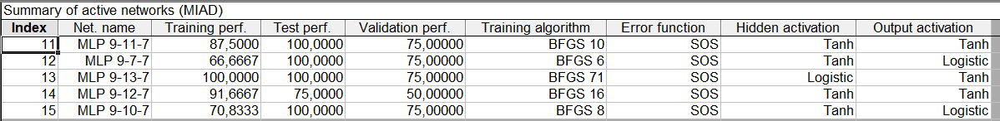 Summary of active networks (MIAD)
Index Net. name Training perf. Test perf. Validation perf. Training algorithm Error function Hidden activation Output activation
11 MLP 9-11-7 87,5000 100,0000 75,00000 BFGS 10 SOS Tanh Tanh
12 MLP 9-7-7 66,6667 100,0000 75,00000 BFGS 6 SOS Tanh Logistic
13 MLP 9-13-7 100,0000 100,0000 75,00000 BFGS 71 SOS Logistic Tanh
14 MLP 9-12-7 91,6667 75,0000 50,00000 BFGS 16 SOS Tanh Tanh
15 MLP 9-10-7 70,8333 100,0000 75,00000 BFGS 8 SOS Tanh Logistic